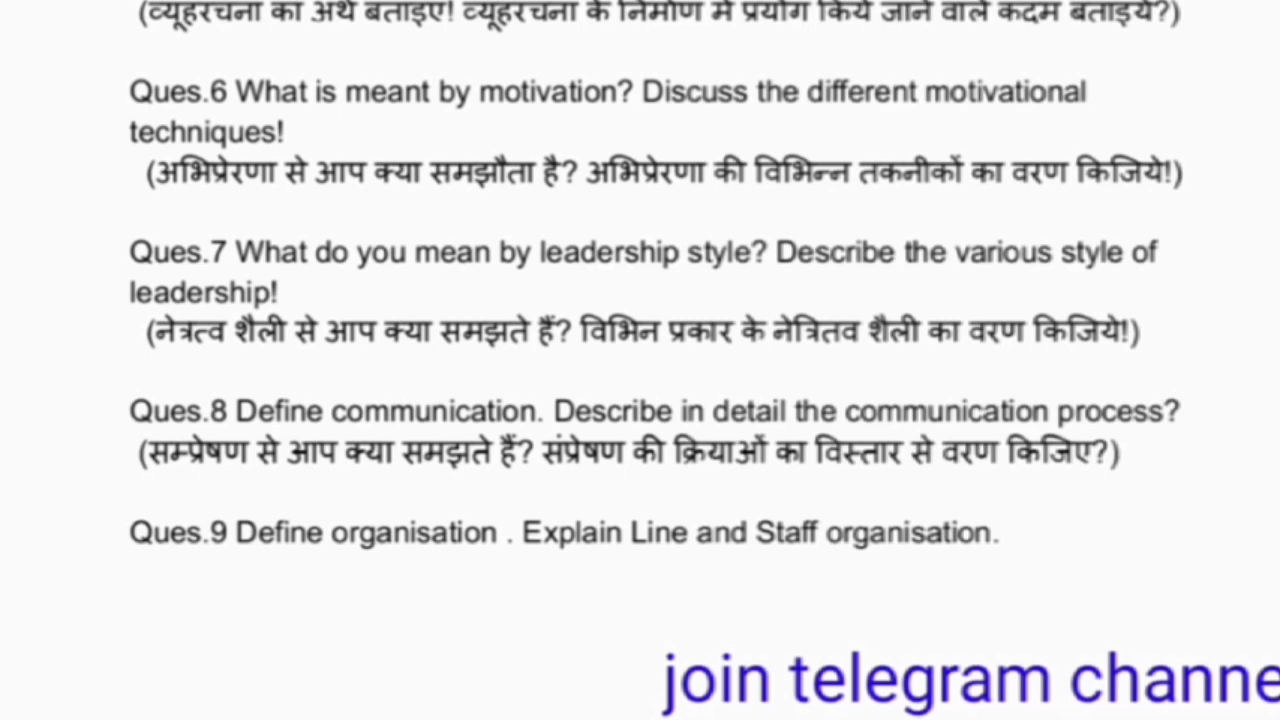 (व्यूहरचना का अर्थ बताइए! व्यूहरचना के निर्माण में प्रयोग किये जाने वाले कदम बताइये?)
Ques.6 What is meant by motivation? Discuss the different motivational
techniques!
(अभिप्रेरणा से आप क्या समझौता है? अभिप्रेरणा की विभिन्न तकनीकों का वरण किजिये!)
Ques.7 What do you mean by leadership style? Describe the various style of
leadership!
(नेत्रत्व शैली से आप क्या समझते हैं? विभिन प्रकार के नेत्रितव शैली का वरण किजिये!)
Ques.8 Define communication. Describe in detail the communication process?
(सम्प्रेषण से आप क्या समझते हैं? संप्रेषण की क्रियाओं का विस्तार से वरण किजिए?)
Ques.9 Define organisation . Explain Line and Staff organisation.
join telegram channe